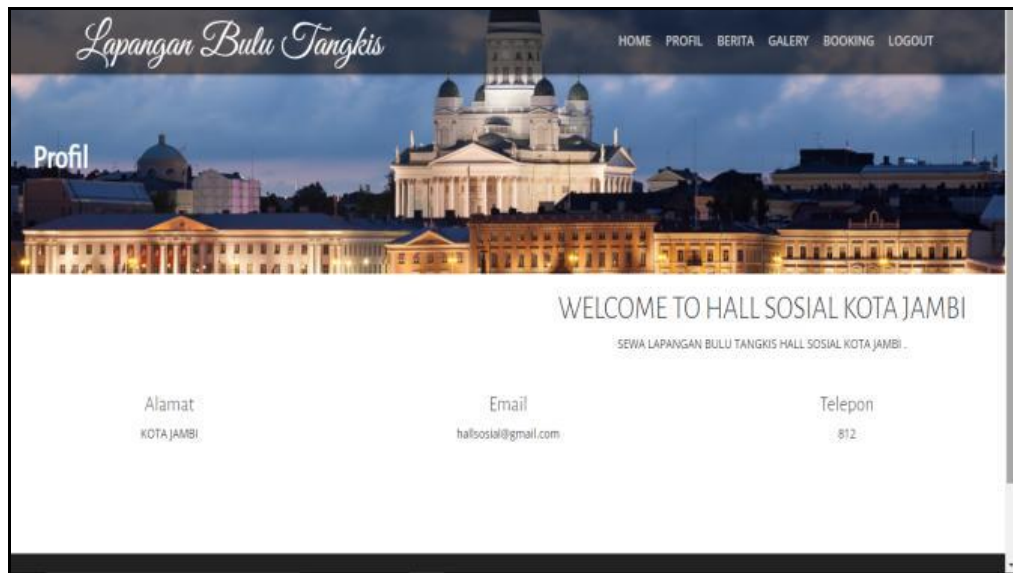 Lapangan Bulu Tangkis
HOME PROFIL BERITA GALERY BOOKING LOGOUT
Profil
WELCOME TO HALL SOSIAL KOTA JAMBI
SEWA LAPANGAN BULU TANGKIS HALL SOSIAL KOTA JAMBI .
Alamat
KOTA JAMBI
Email
hallsosial@gmail.com
Telepon
812